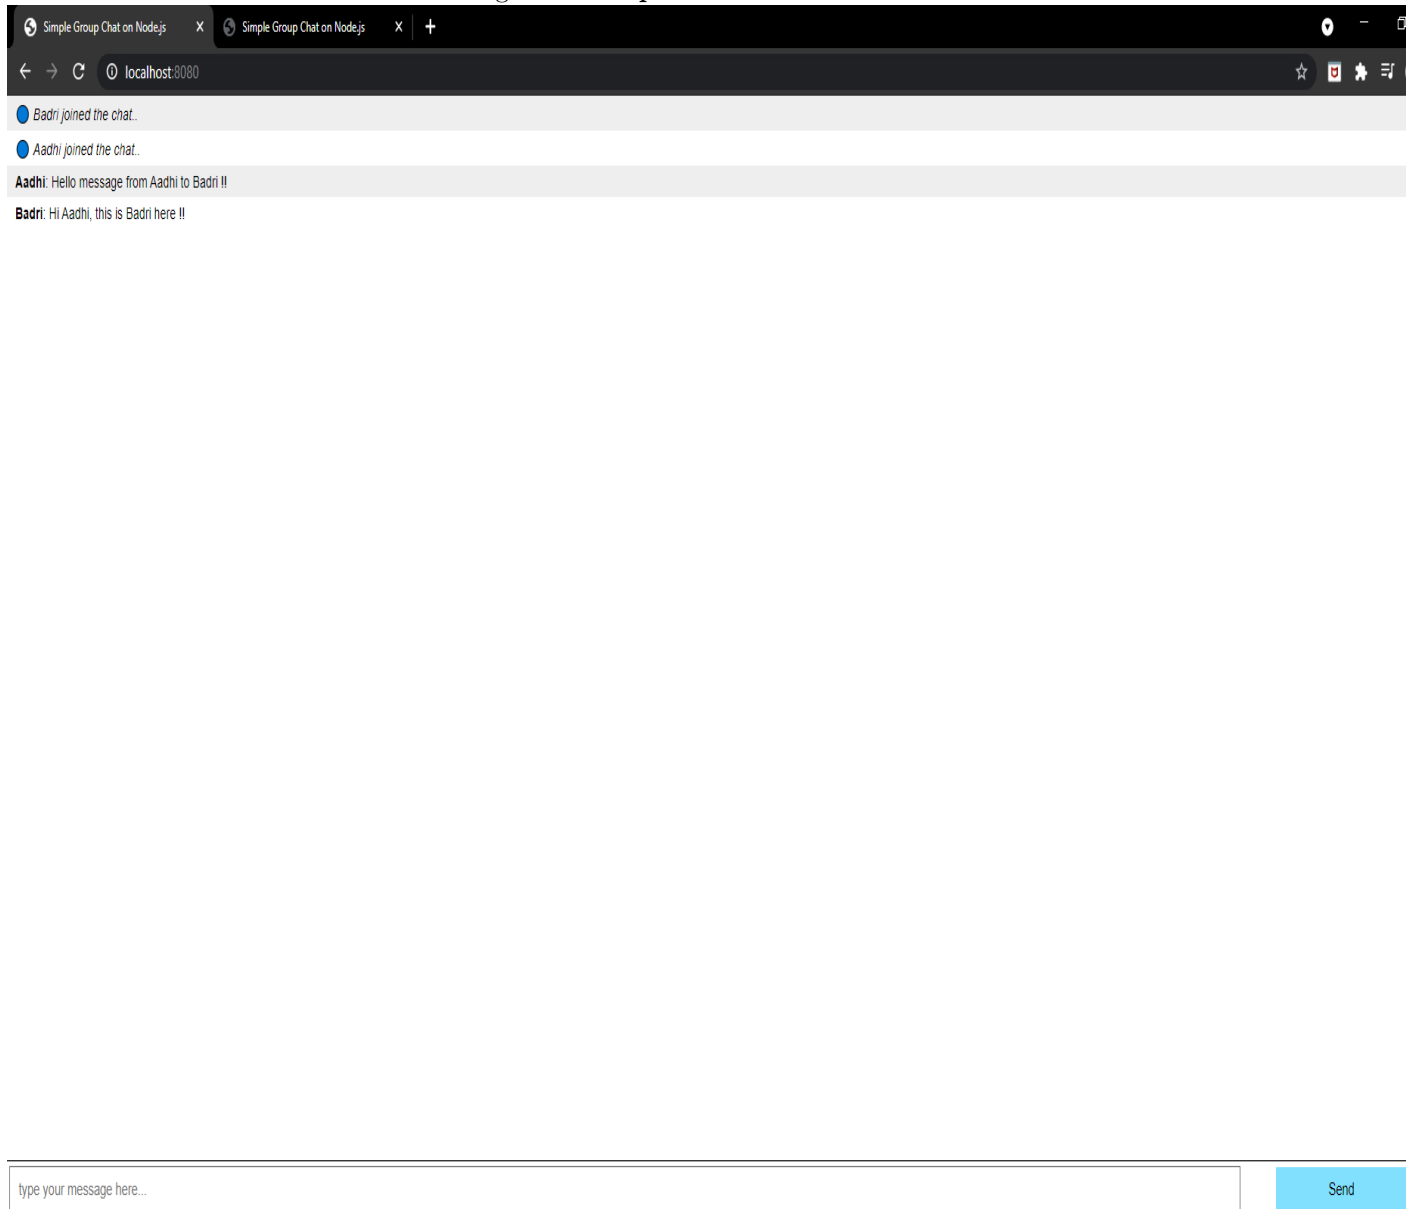 Simple Group Chat on Node.js
Simple Group Chat on Node.js
localhost:8080
Badri joined the chat..
Aadhi joined the chat..
Aadhi: Hello message from Aadhi to Badri !!
Badri: Hi Aadhi, this is Badri here !!
type your message here...
Send